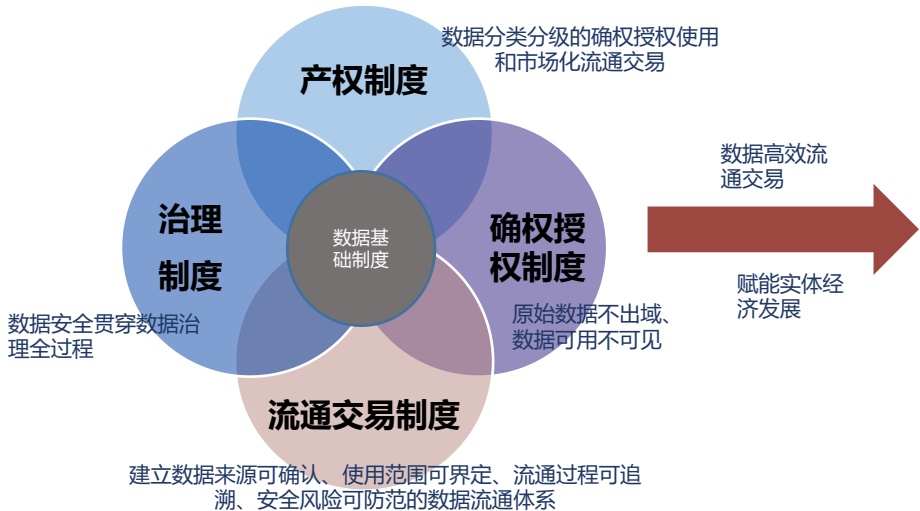 数据分类分级的确权授权使用
和市场化流通交易
产权制度
数据高效流
通交易
治理
制度
数据基
础制度
确权授
权制度
赋能实体经
济发展
数据安全贯穿数据治
理全过程
原始数据不出域、
数据可用不可见
流通交易制度
建立数据来源可确认、使用范围可界定、流通过程可追
溯、安全风险可防范的数据流通体系